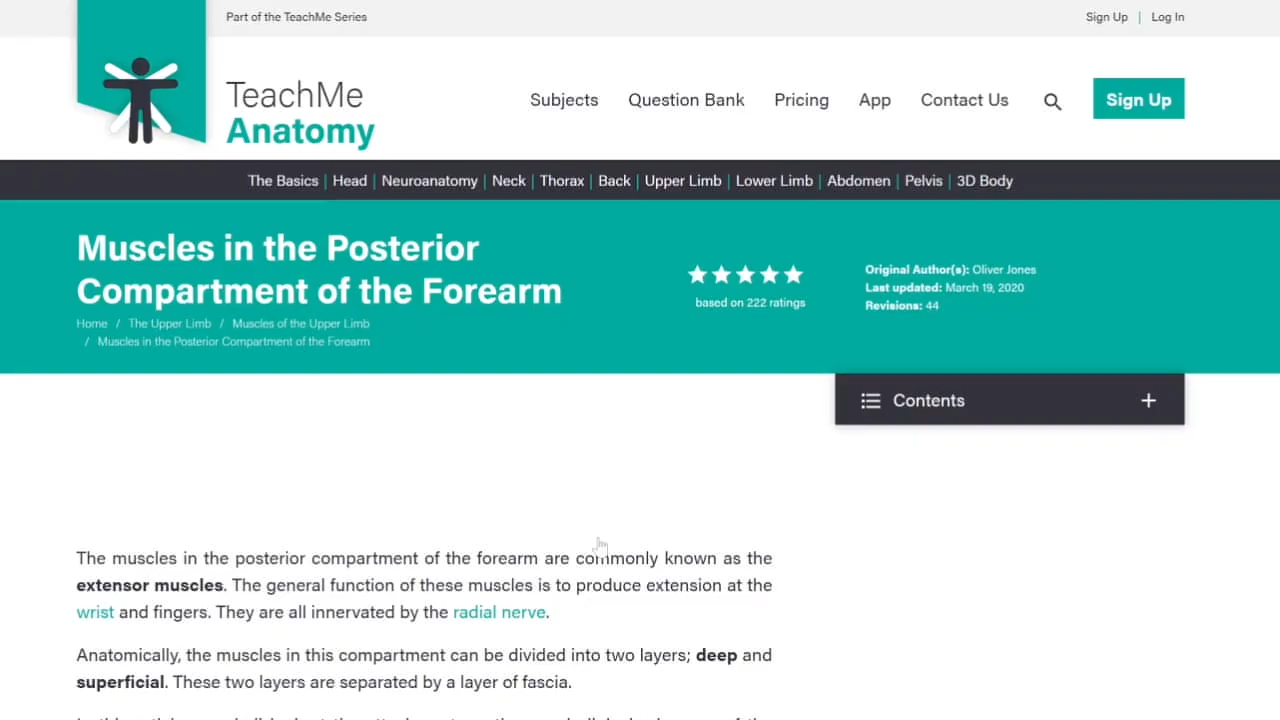 Part of the TeachMe Series
Sign Up | Log In
TeachMe
Anatomy
Subjects Question Bank Pricing App Contact Us Sign Up
The Basics | Head | Neuroanatomy | Neck | Thorax | Back | Upper Limb | Lower Limb | Abdomen | Pelvis | 3D Body
Muscles in the Posterior
Compartment of the Forearm
Home / The Upper Limb / Muscles of the Upper Limb
/ Muscles in the Posterior Compartment of the Forearm
based on 222 ratings
Original Author(s): Oliver Jones
Last updated: March 19, 2020
Revisions: 44
Contents +
The muscles in the posterior compartment of the forearm are commonly known as the
extensor muscles. The general function of these muscles is to produce extension at the
wrist and fingers. They are all innervated by the radial nerve.
Anatomically, the muscles in this compartment can be divided into two layers; deep and
superficial. These two layers are separated by a layer of fascia.